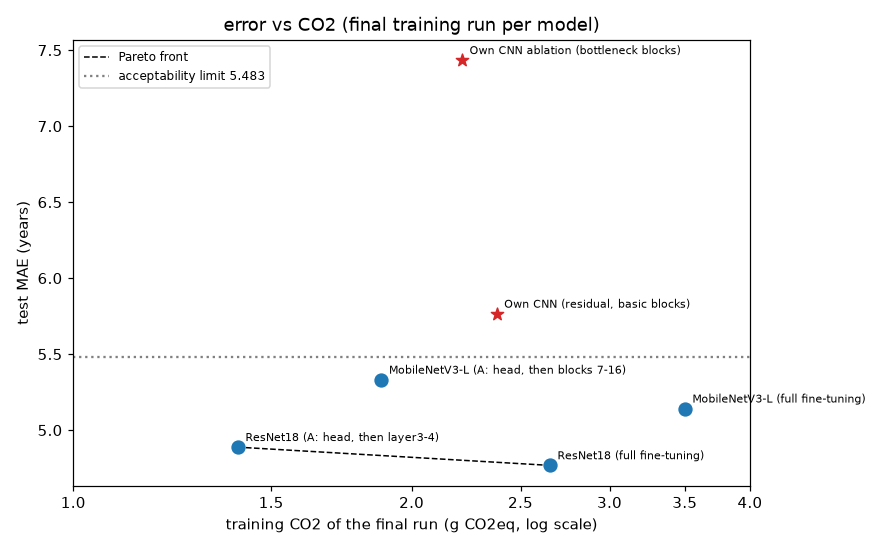 error vs CO2 (final training run per model)
Pareto front
acceptability limit 5.483
Own CNN ablation (bottleneck blocks)
Own CNN (residual, basic blocks)
MobileNetV3-L (A: head, then blocks 7-16)
MobileNetV3-L (full fine-tuning)
ResNet18 (A: head, then layer3-4)
ResNet18 (full fine-tuning)
test MAE (years)
7.5
7.0
6.5
6.0
5.5
5.0
1.0 1.5 2.0 2.5 3.0 3.5 4.0
training CO2 of the final run (g CO2eq, log scale)